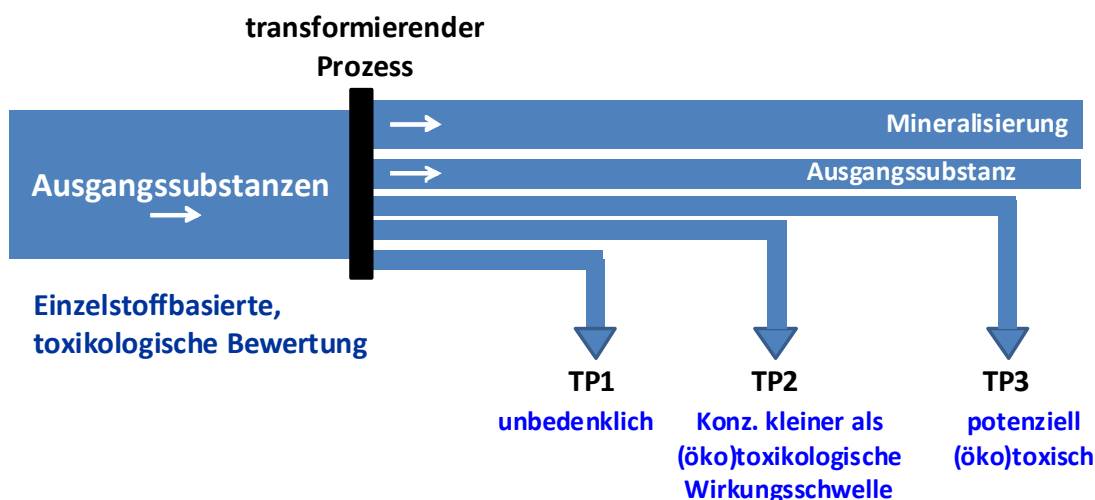 transformierender
Prozess
Mineralisierung
Ausgangssubstanz
Ausgangssubstanzen
Einzelstoffbasierte,
toxikologische Bewertung
TP1
unbedenklich
TP2
Konz. kleiner als
(öko)toxikologische
Wirkungsschwelle
TP3
potenziell
(öko)toxisch